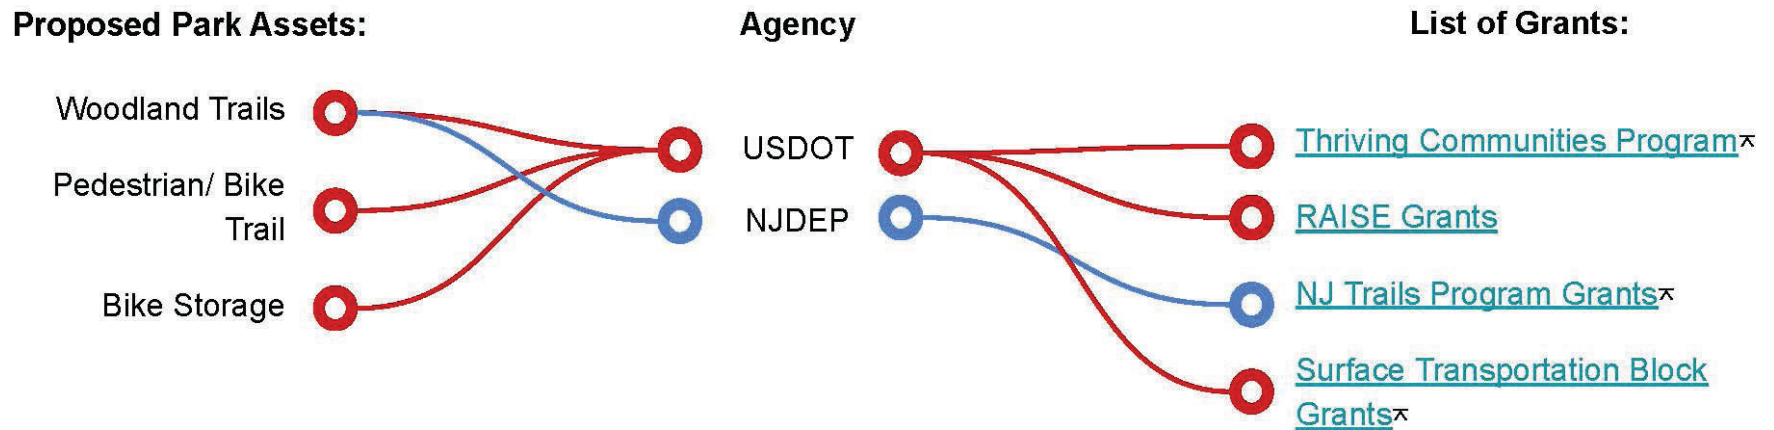 Proposed Park Assets:
Agency
List of Grants:
Woodland Trails
Pedestrian/ Bike
Trail
Bike Storage
USDOT
NJDEP
Thriving Communities Program⌅
RAISE Grants
NJ Trails Program Grants⌅
Surface Transportation Block
Grants⌅